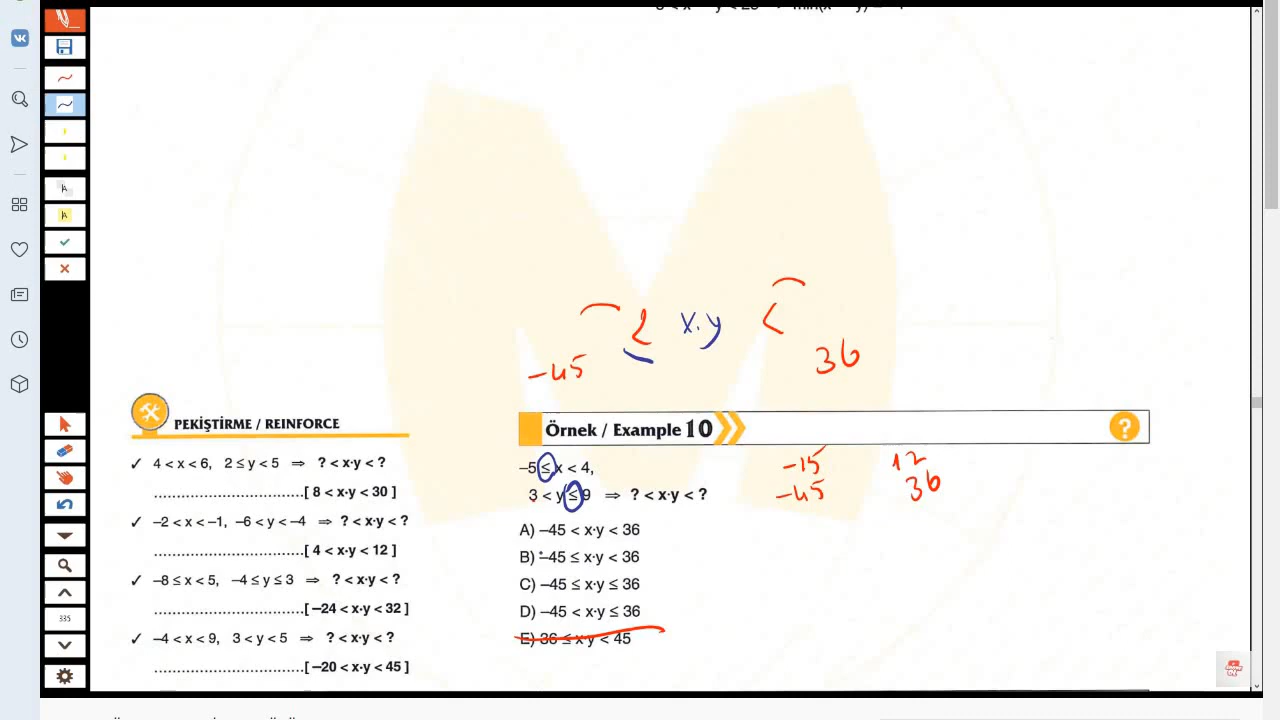 -45 < x.y < 36
PEKİŞTİRME / REINFORCE
✓ 4 < x < 6, 2 ≤ y < 5 ⇒ ? < x·y < ?
..................................[ 8 < x·y < 30 ]
✓ –2 < x < –1, –6 < y < –4 ⇒ ? < x·y < ?
..................................[ 4 < x·y < 12 ]
✓ –8 ≤ x < 5, –4 ≤ y ≤ 3 ⇒ ? < x·y < ?
..................................[ –24 < x·y < 32 ]
✓ –4 < x < 9, 3 < y < 5 ⇒ ? < x·y < ?
..................................[ –20 < x·y < 45 ]
Örnek / Example 10
?
–5 ≤ x < 4,
3 < y ≤ 9 ⇒ ? < x·y < ?
-15 12
-45 36
A) –45 < x·y < 36
B) –45 ≤ x·y < 36
C) –45 ≤ x·y ≤ 36
D) –45 < x·y ≤ 36
E) 36 ≤ x·y < 45
335